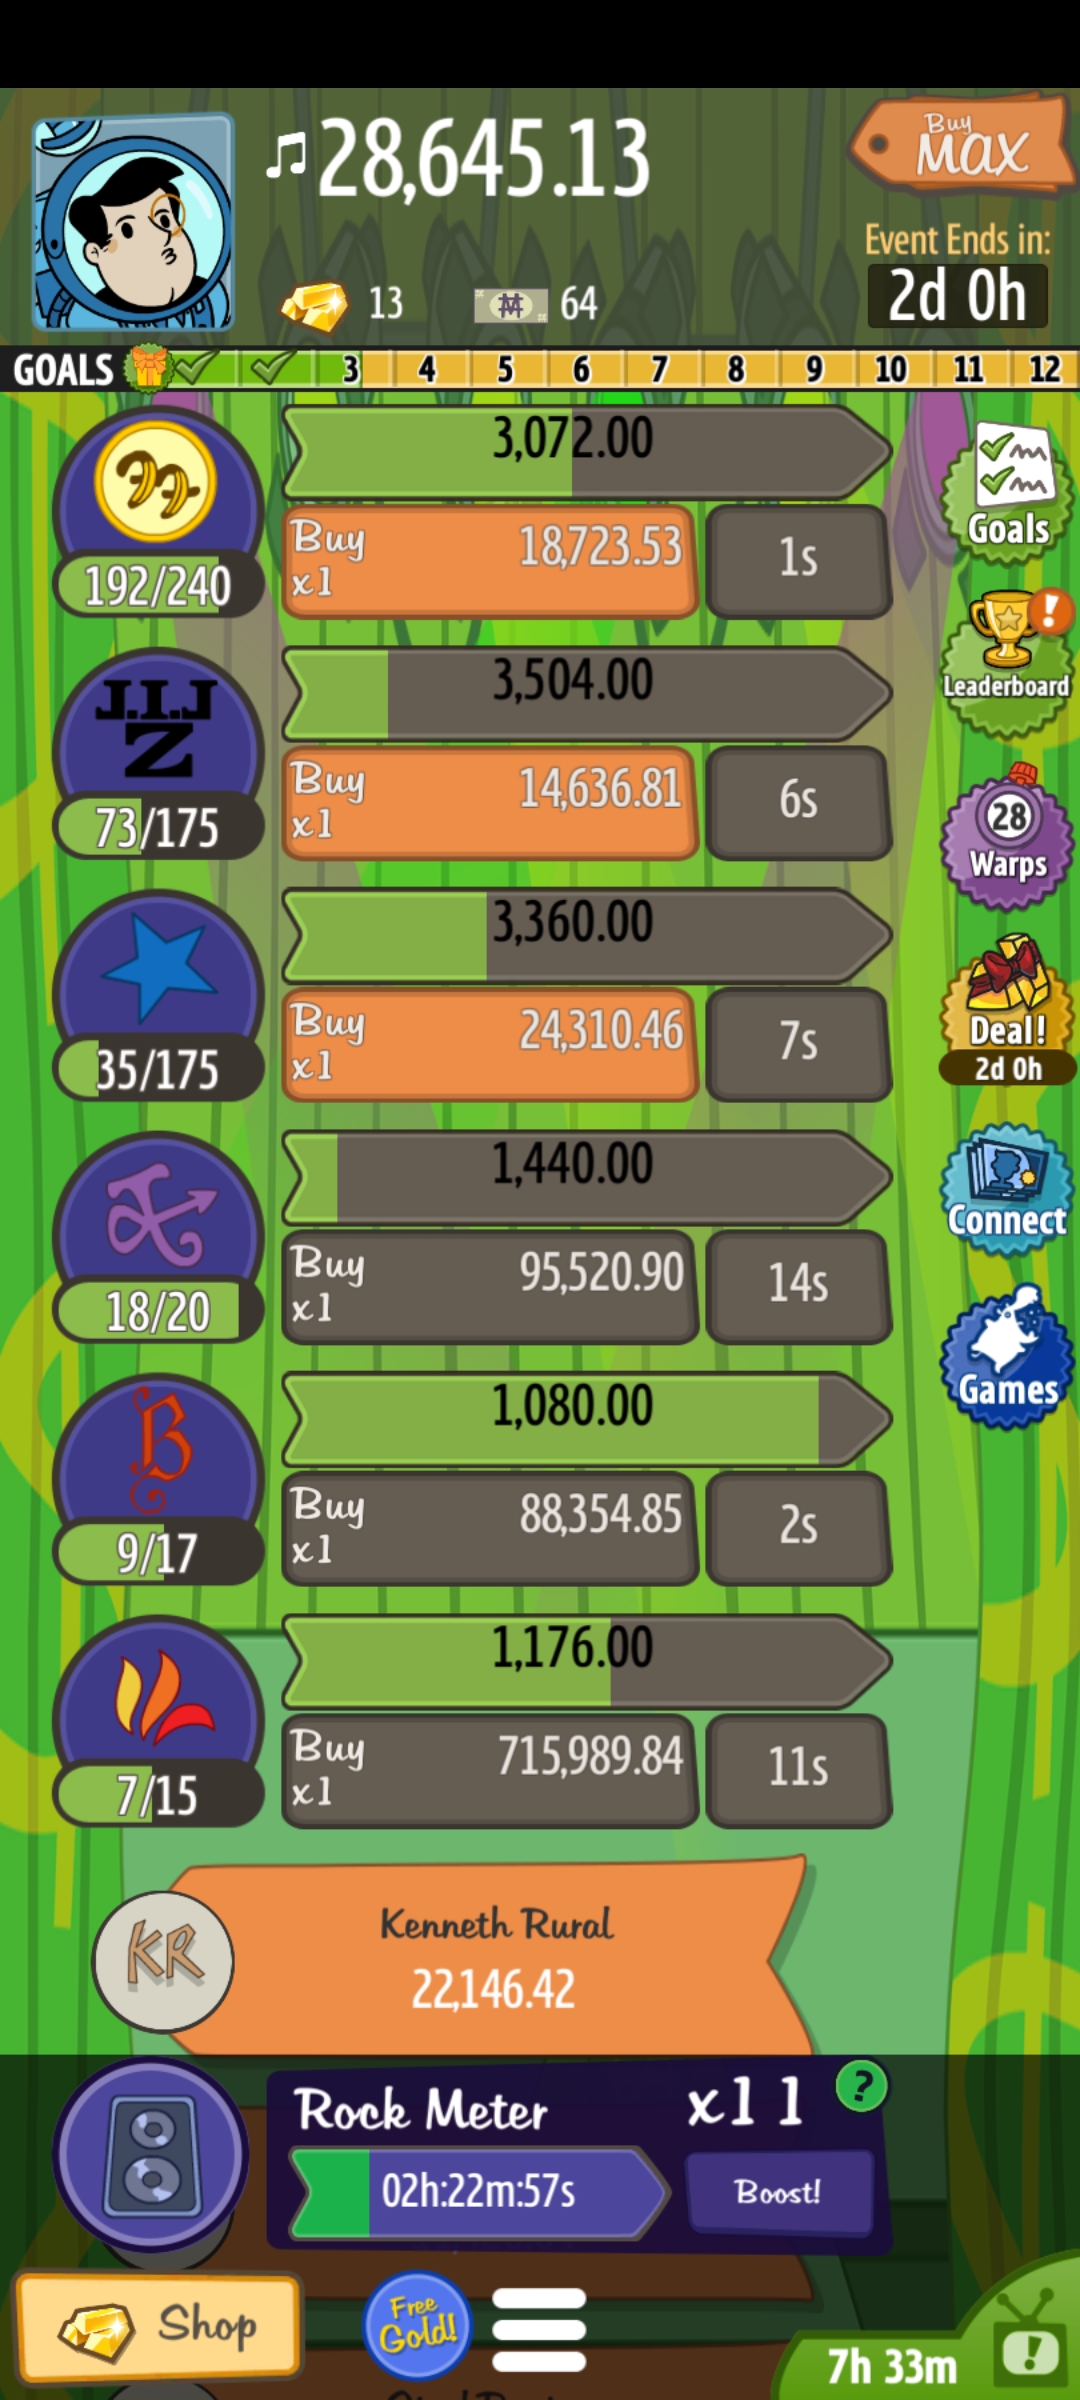 ♫28,645.13
Buy
MAX
Event Ends in:
2d 0h
13
64
GOALS 3 4 5 6 7 8 9 10 11 12
3,072.00
Buy
x1
18,723.53
1s
192/240
Goals
J.I.J
Z
3,504.00
Buy
x1
14,636.81
6s
73/175
!
Leaderboard
3,360.00
Buy
x1
24,310.46
7s
35/175
28
Warps
Deal!
2d 0h
1,440.00
Buy
x1
95,520.90
14s
18/20
Connect
B
1,080.00
Buy
x1
88,354.85
2s
9/17
Games
1,176.00
Buy
x1
715,989.84
11s
7/15
KR
Kenneth Rural
22,146.42
Rock Meter
x11
?
02h:22m:57s
Boost!
Shop
Free
Gold!
7h 33m
!